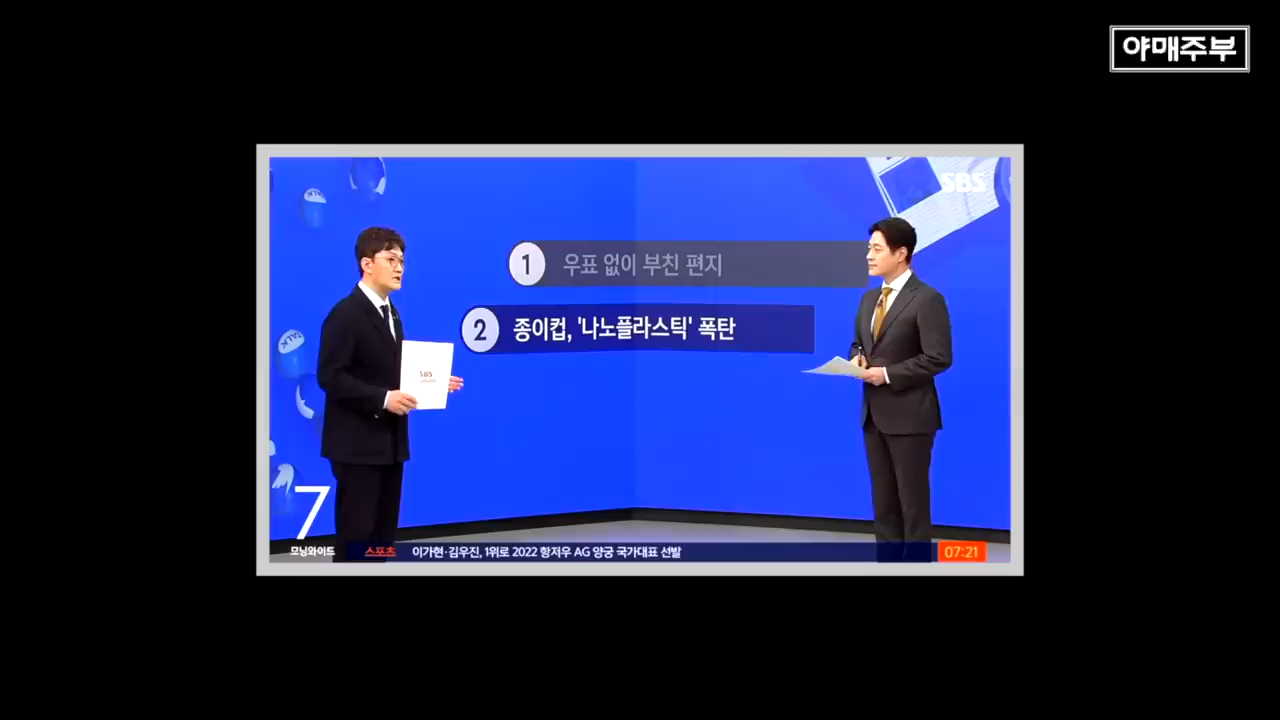 야매주부
SBS
1 우표 없이 부친 편지
2 종이컵, '나노플라스틱' 폭탄
TALK
SBS
7
모닝와이드
스포츠 이가현·김우진, 1위로 2022 항저우 AG 양궁 국가대표 선발
07:21